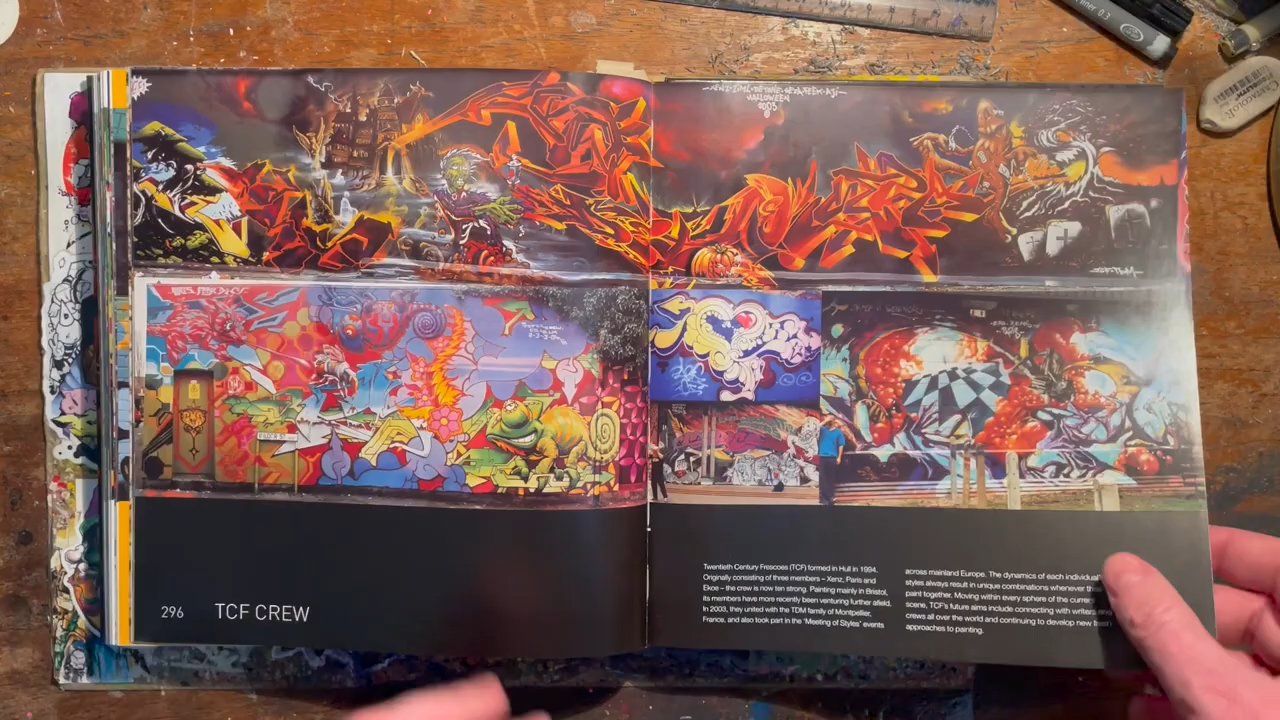 liner 0.3
HALLOWEEN
2003
296
TCF CREW
Twentieth Century Frescoes (TCF) formed in Hull in 1994.
Originally consisting of three members – Xenz, Paris and
Ekoe – the crew is now ten strong. Painting mainly in Bristol,
its members have more recently been venturing further afield.
In 2003, they united with the TDM family of Montpellier,
France, and also took part in the 'Meeting of Styles' events
across mainland Europe. The dynamics of each individual's
styles always result in unique combinations whenever they
paint together. Moving within every sphere of the current
scene, TCF's future aims include connecting with writers and
crews all over the world and continuing to develop new fresh
approaches to painting.